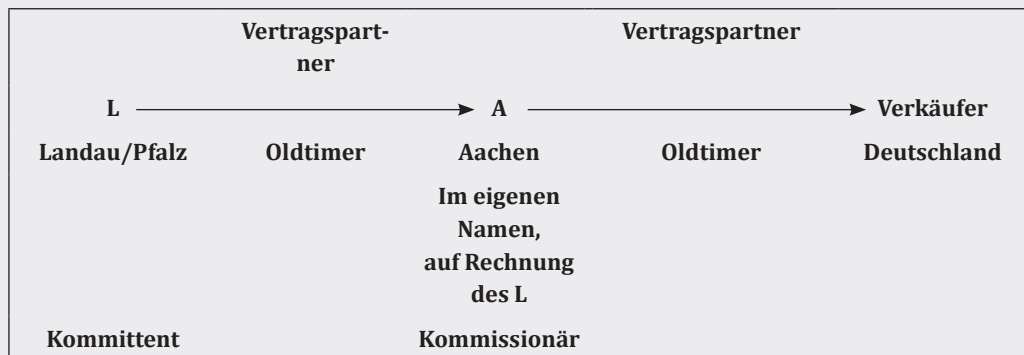 Vertragspart- Vertragspartner
ner
L A Verkäufer
Landau/Pfalz Oldtimer Aachen Oldtimer Deutschland
Im eigenen
Namen,
auf Rechnung
des L
Kommittent Kommissionär